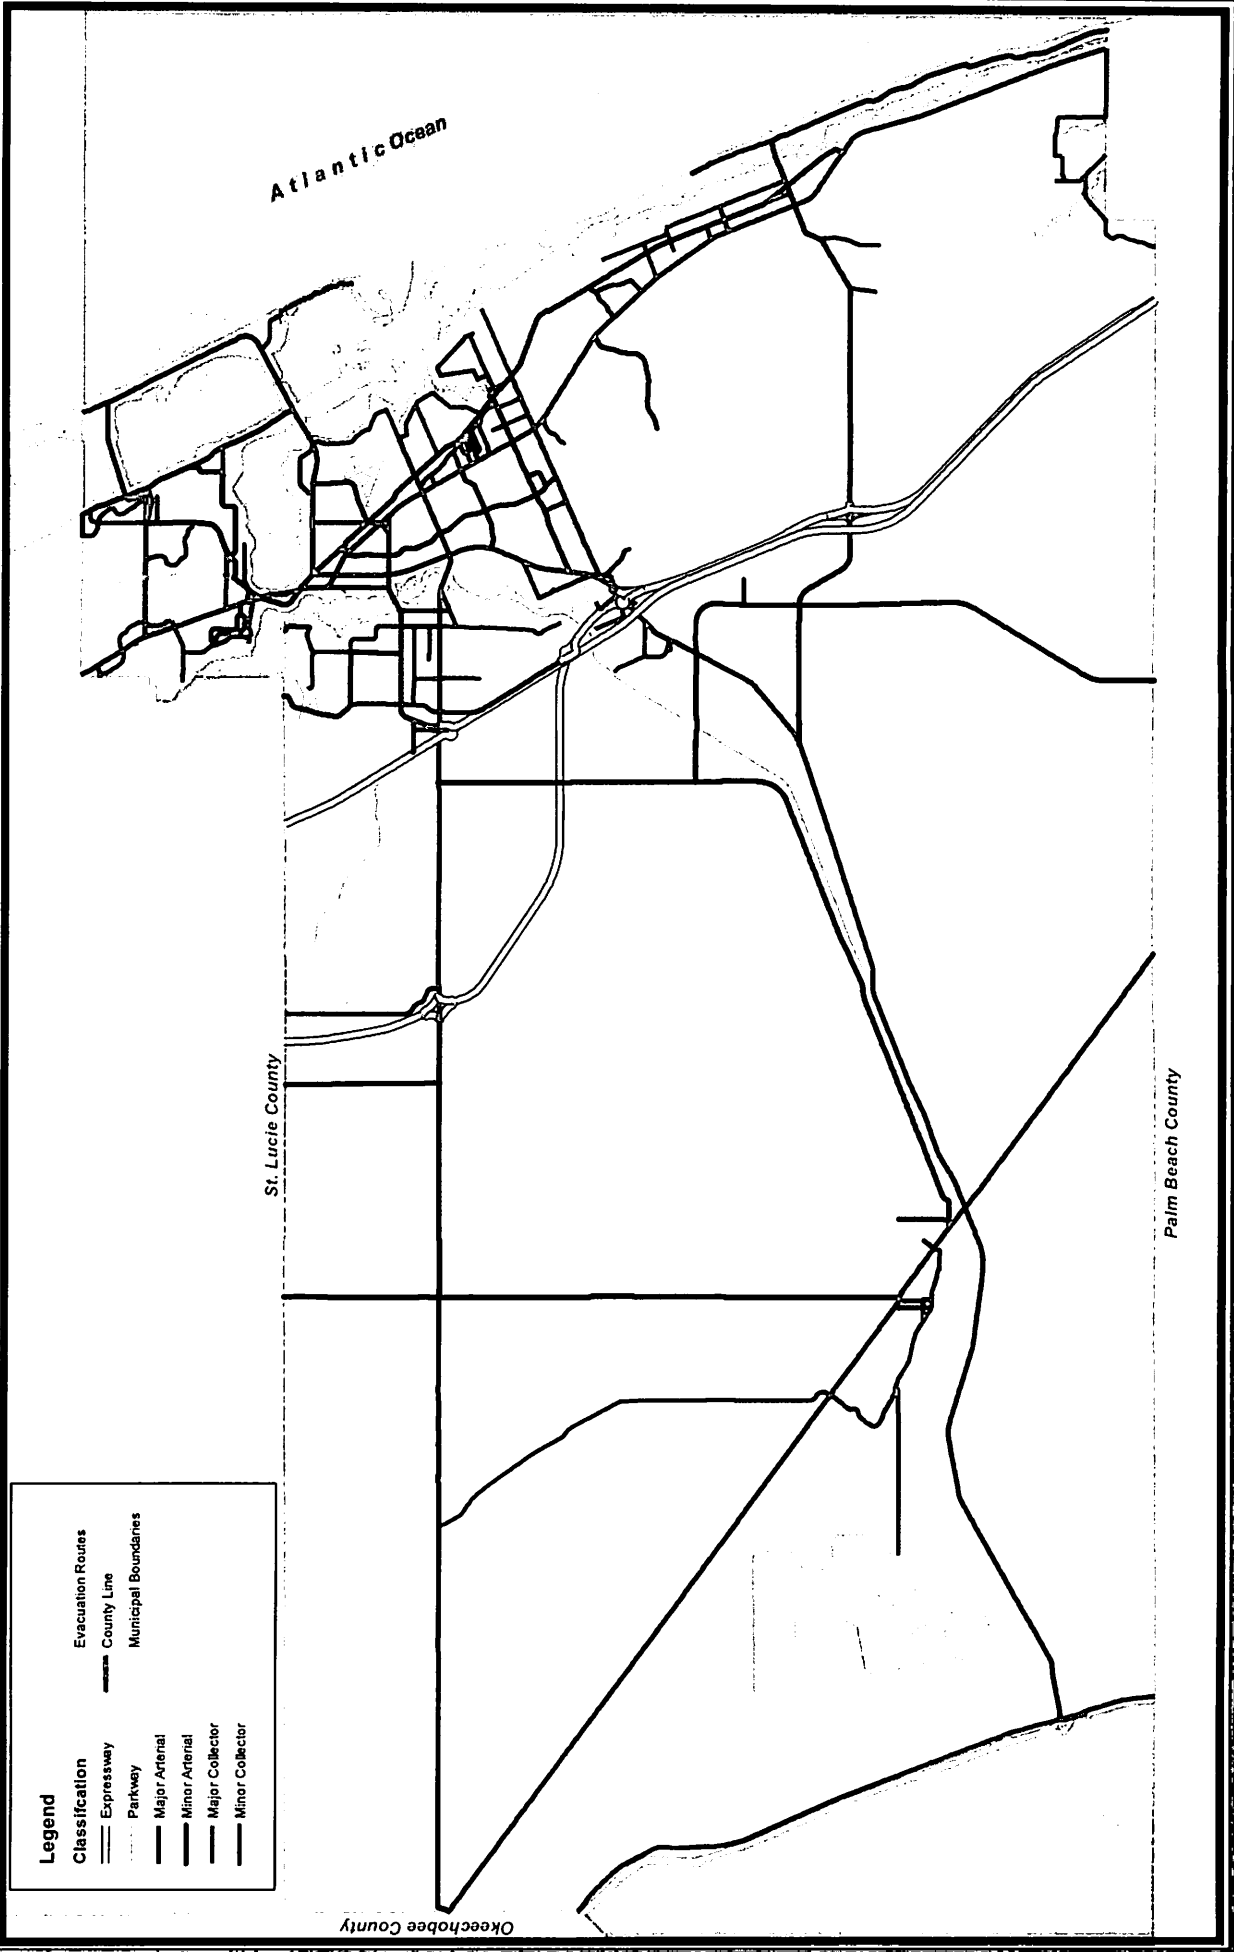 Atlantic Ocean
St. Lucie County
Palm Beach County
Okeechobee County
Legend
Classifcation
Expressway
Parkway
Major Arterial
Minor Arterial
Major Collector
Minor Collector
Evacuation Routes
County Line
Municipal Boundaries